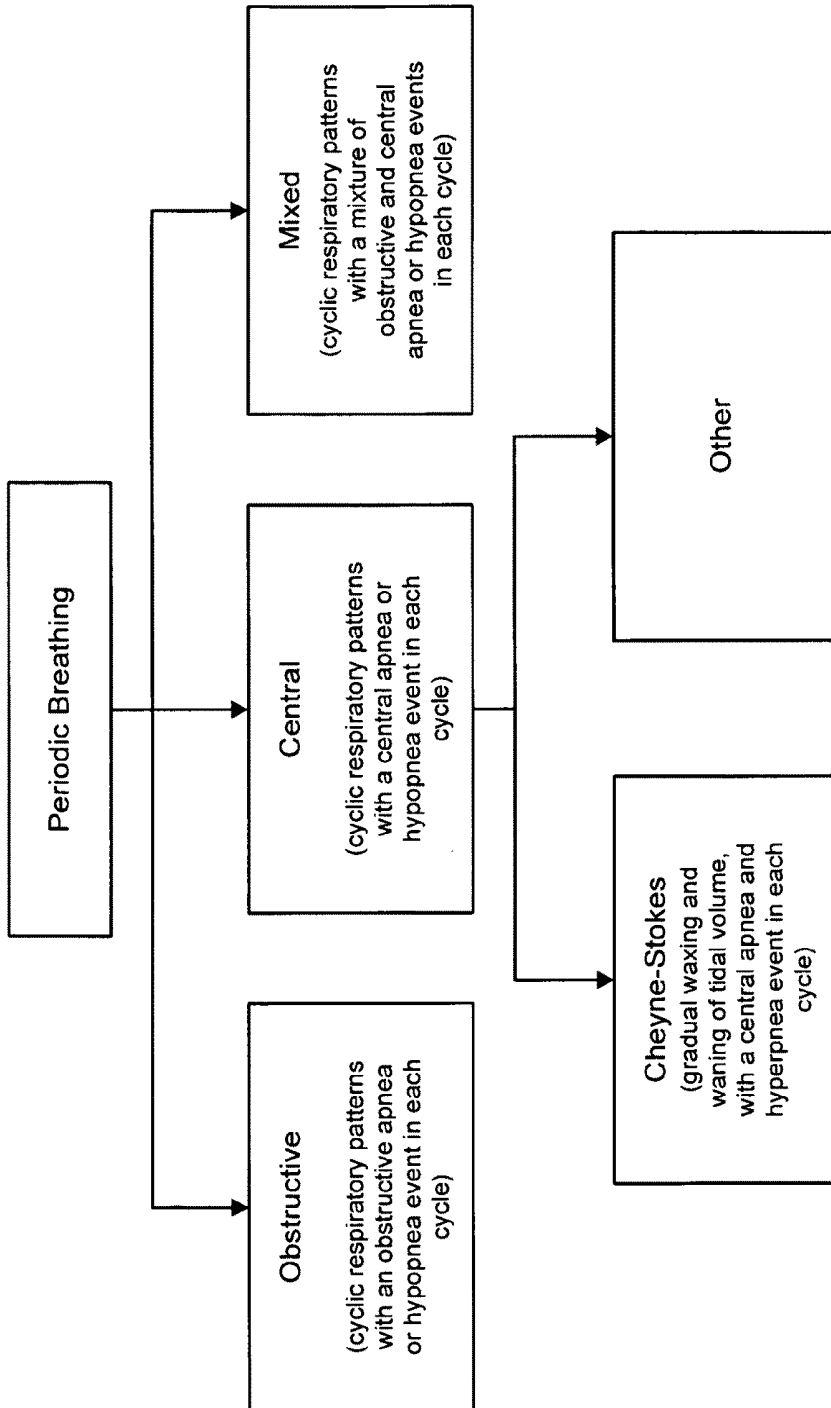 Periodic Breathing
Obstructive
(cyclic respiratory patterns
with an obstructive apnea
or hypopnea event in each
cycle)
Central
(cyclic respiratory patterns
with a central apnea or
hypopnea event in each
cycle)
Mixed
(cyclic respiratory patterns
with a mixture of
obstructive and central
apnea or hypopnea events
in each cycle)
Cheyne-Stokes
(gradual waxing and
waning of tidal volume,
with a central apnea and
hyperpnea event in each
cycle)
Other